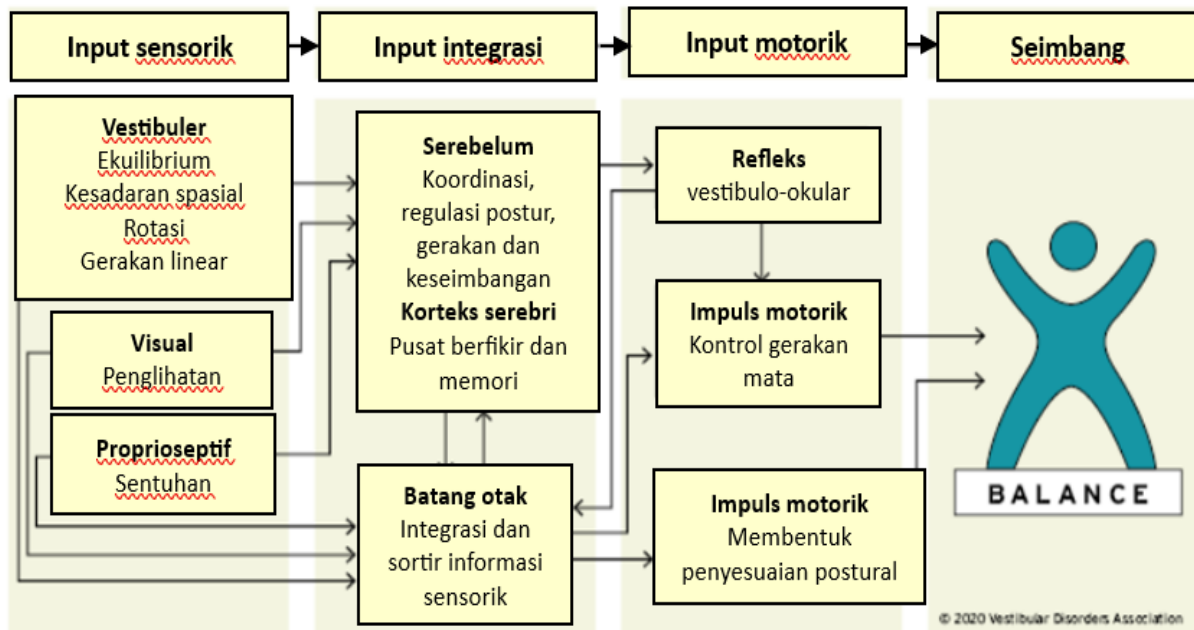 Input sensorik
Input integrasi
Input motorik
Seimbang
Vestibuler
Ekuilibrium
Kesadaran spasial
Rotasi
Gerakan linear
Visual
Penglihatan
Proprioseptif
Sentuhan
Serebelum
Koordinasi,
regulasi postur,
gerakan dan
keseimbangan
Korteks serebri
Pusat berfikir dan
memori
Batang otak
Integrasi dan
sortir informasi
sensorik
Refleks
vestibulo-okular
Impuls motorik
Kontrol gerakan
mata
Impuls motorik
Membentuk
penyesuaian postural
BALANCE
© 2020 Vestibular Disorders Association